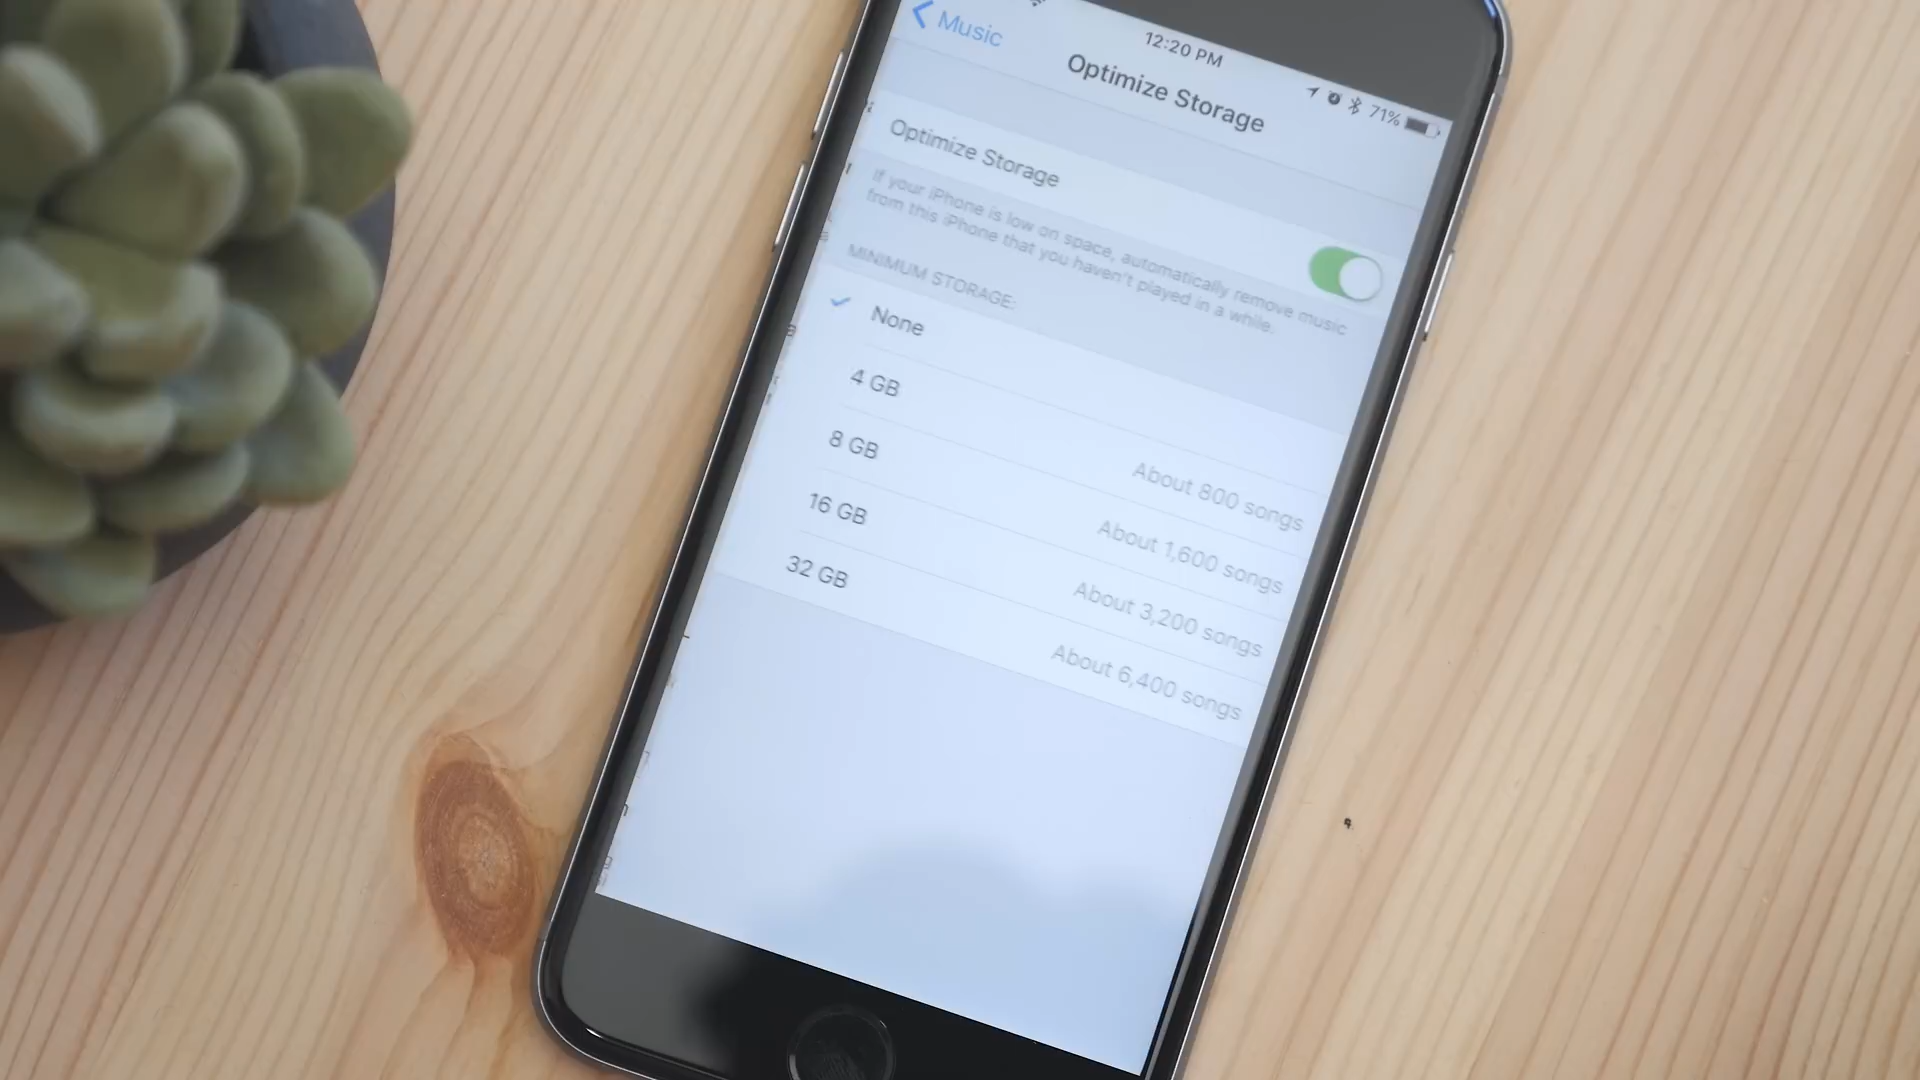 12:20 PM
71%
Music
Optimize Storage
Optimize Storage
If your iPhone is low on space, automatically remove music
from this iPhone that you haven't played in a while.
MINIMUM STORAGE:
None
4 GB About 800 songs
8 GB About 1,600 songs
16 GB About 3,200 songs
32 GB About 6,400 songs